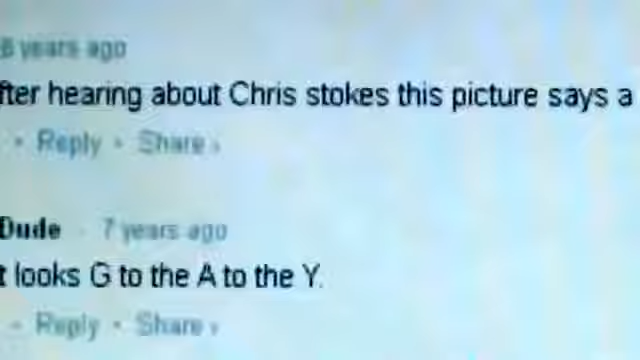 6 years ago
fter hearing about Chris stokes this picture says a
• Reply • Share ›
Dude · 7 years ago
t looks G to the A to the Y.
• Reply • Share ›